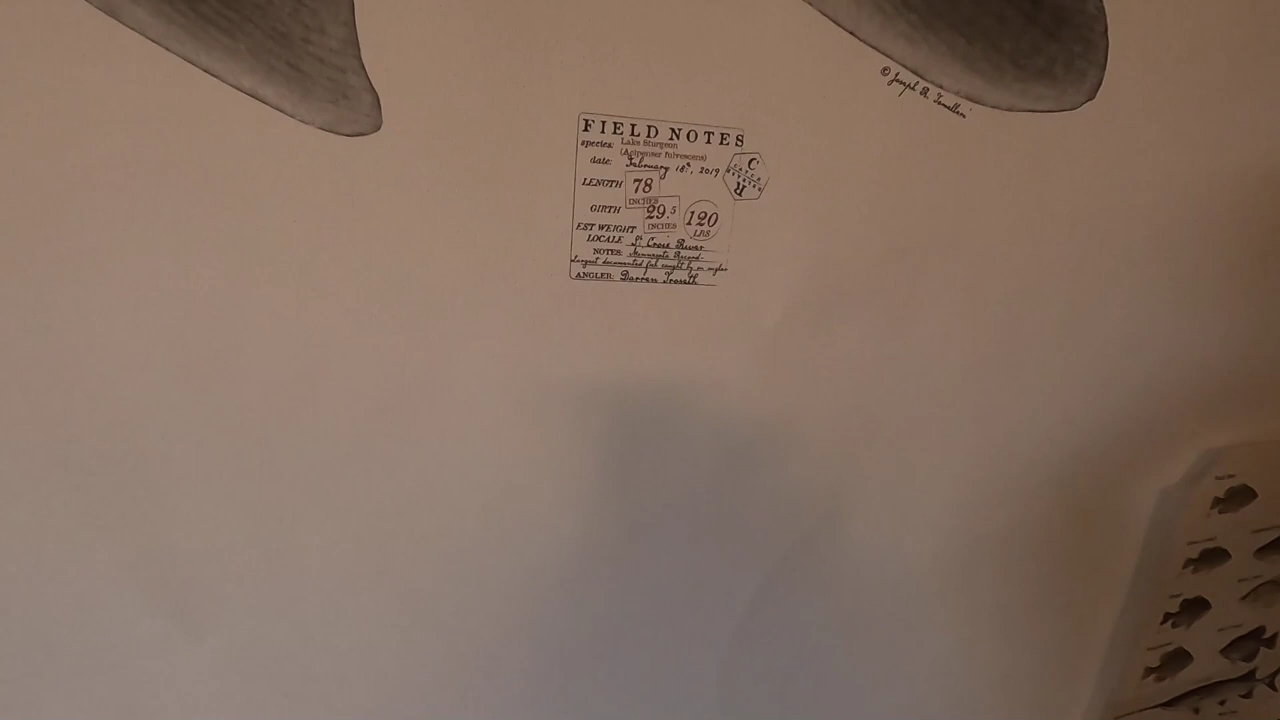 © Joseph R. Tomelleri
FIELD NOTES
species: Lake Sturgeon
(Acipenser fulvescens)
date: February 18th, 2019
C
CATCH
RELEASE
R
LENGTH 78
INCHES
GIRTH 29.5
INCHES
EST WEIGHT 120
LBS
LOCALE St Croix River
NOTES: Minnesota Record-
Largest documented fish caught by an angler
ANGLER: Darren Troseth